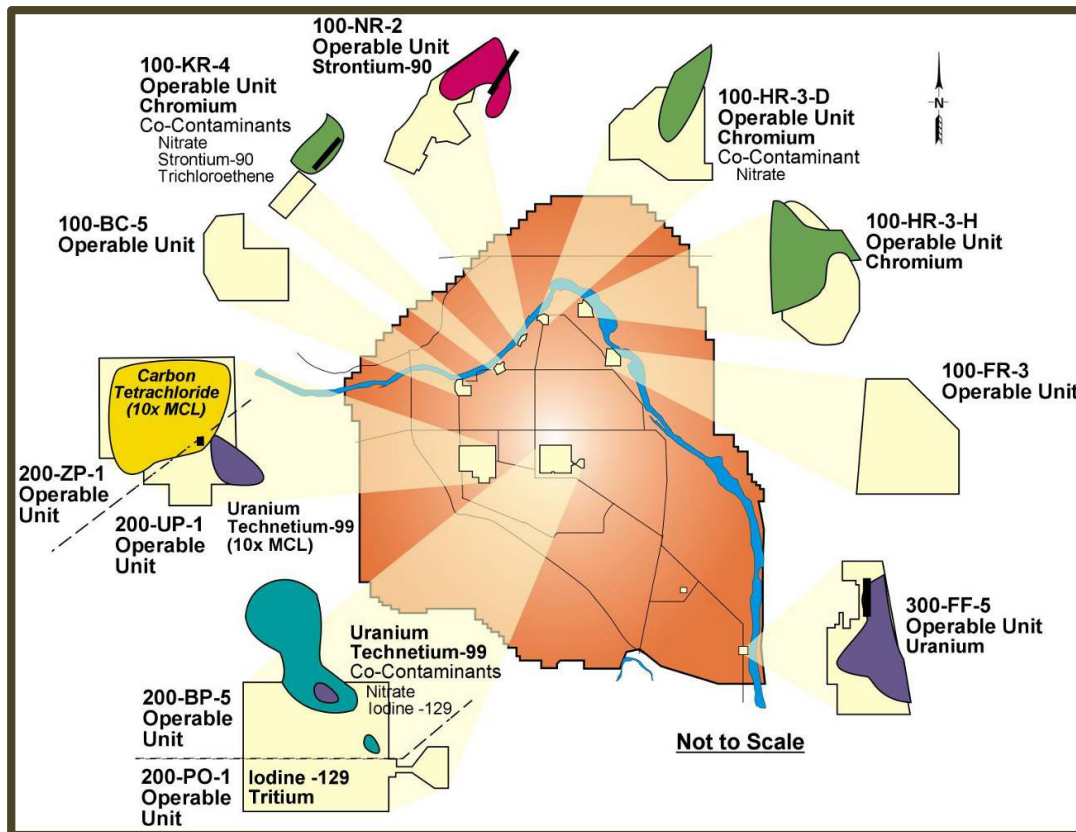 100-NR-2
Operable Unit
Strontium-90
100-KR-4
Operable Unit
Chromium
Co-Contaminants
Nitrate
Strontium-90
Trichloroethene
100-HR-3-D
Operable Unit
Chromium
Co-Contaminant
Nitrate
N
100-BC-5
Operable Unit
100-HR-3-H
Operable Unit
Chromium
Carbon
Tetrachloride
(10x MCL)
100-FR-3
Operable Unit
200-ZP-1
Operable
Unit
200-UP-1
Operable
Unit
Uranium
Technetium-99
(10x MCL)
300-FF-5
Operable Unit
Uranium
Uranium
Technetium-99
Co-Contaminants
Nitrate
Iodine -129
200-BP-5
Operable
Unit
Not to Scale
200-PO-1
Operable
Unit
Iodine -129
Tritium